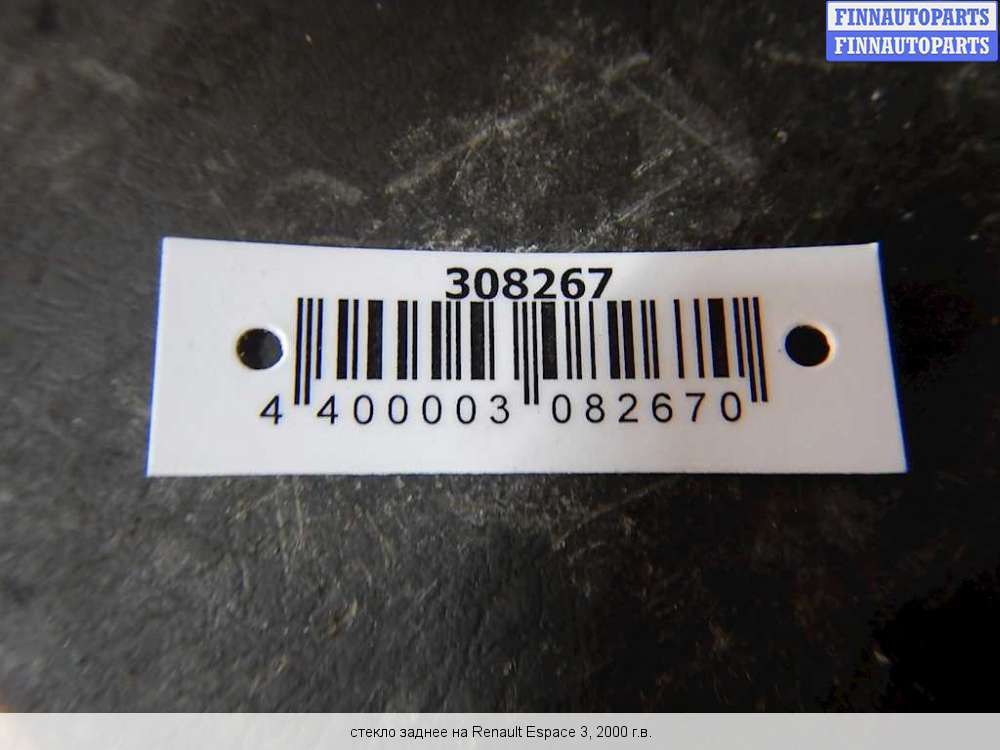 FINNAUTOPARTS
FINNAUTOPARTS
308267
4 400003 082670
стекло заднее на Renault Espace 3, 2000 г.в.